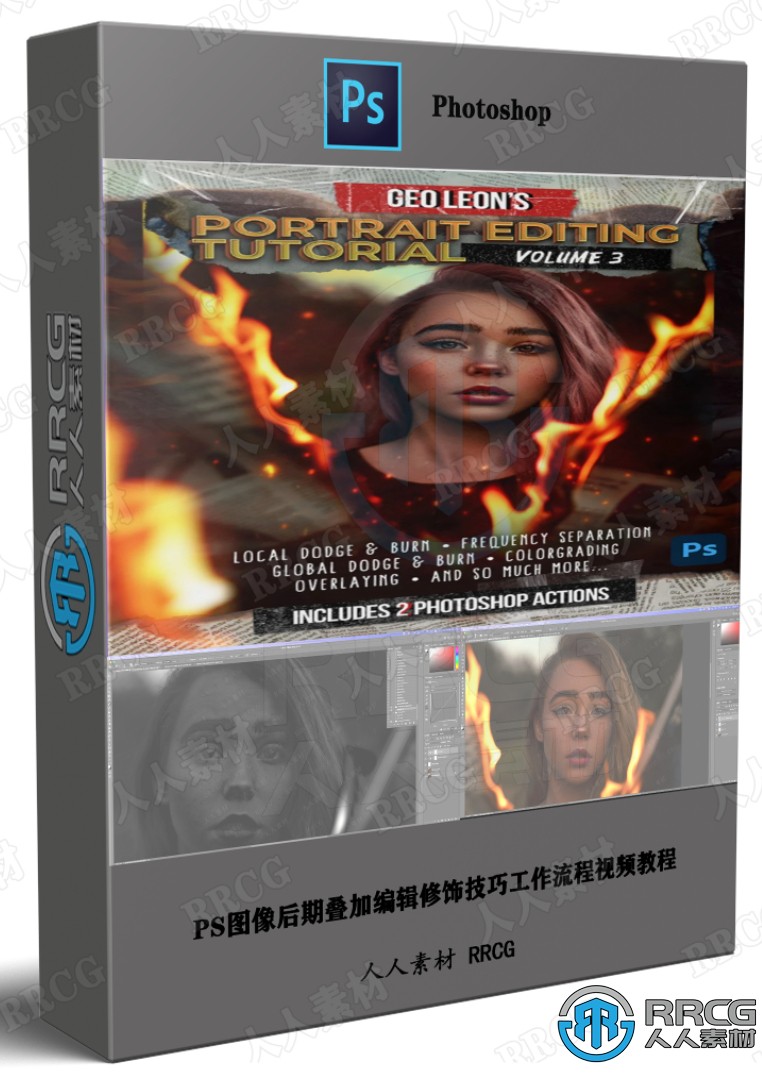 Ps
Photoshop
GEO LEON'S
PORTRAIT EDITING
TUTORIAL
VOLUME 3
LOCAL DODGE & BURN • FREQUENCY SEPARATION
GLOBAL DODGE & BURN • COLORGRADING
OVERLAYING • AND SO MUCH MORE...
Ps
INCLUDES 2 PHOTOSHOP ACTIONS
RRCG
人人素材
PS图像后期叠加编辑修饰技巧工作流程视频教程
人人素材 RRCG
RRCG
人人素材